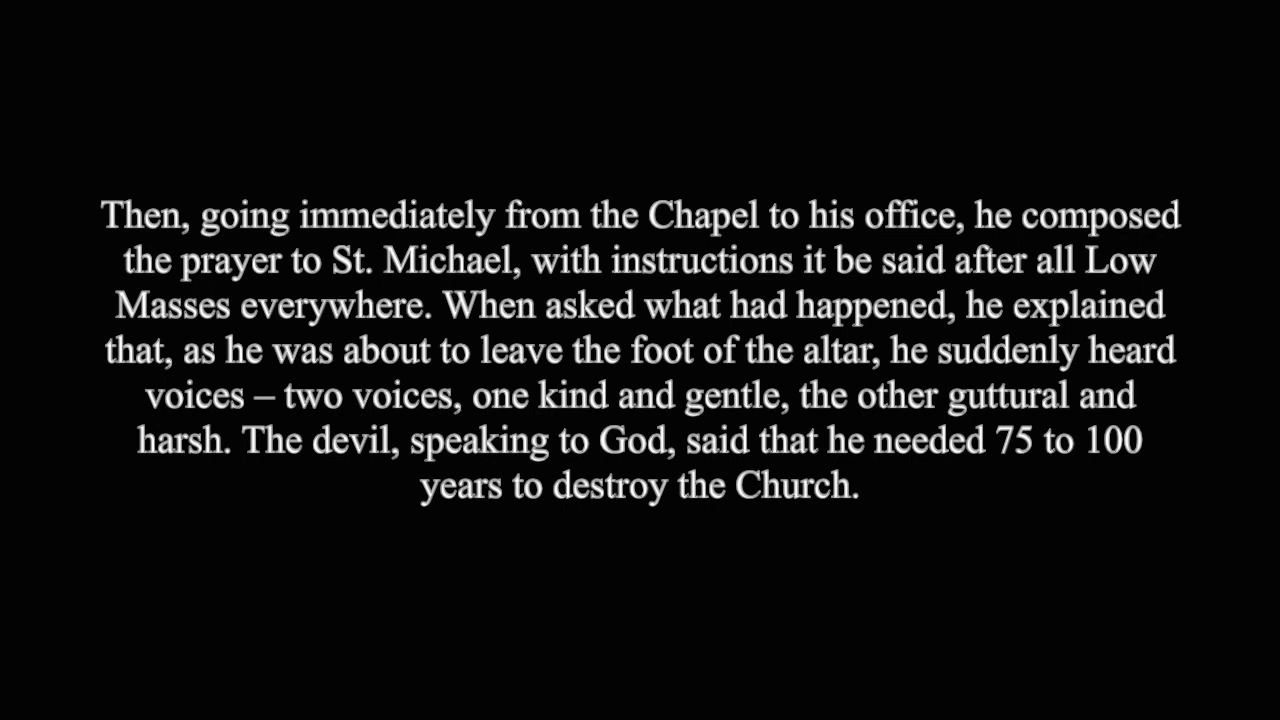 Then, going immediately from the Chapel to his office, he composed
the prayer to St. Michael, with instructions it be said after all Low
Masses everywhere. When asked what had happened, he explained
that, as he was about to leave the foot of the altar, he suddenly heard
voices – two voices, one kind and gentle, the other guttural and
harsh. The devil, speaking to God, said that he needed 75 to 100
years to destroy the Church.